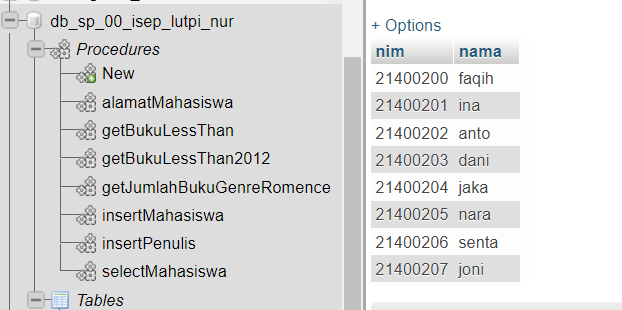 db_sp_00_isep_lutpi_nur
Procedures
New
alamatMahasiswa
getBukuLessThan
getBukuLessThan2012
getJumlahBukuGenreRomence
insertMahasiswa
insertPenulis
selectMahasiswa
Tables
+ Options
nim nama
21400200 faqih
21400201 ina
21400202 anto
21400203 dani
21400204 jaka
21400205 nara
21400206 senta
21400207 joni